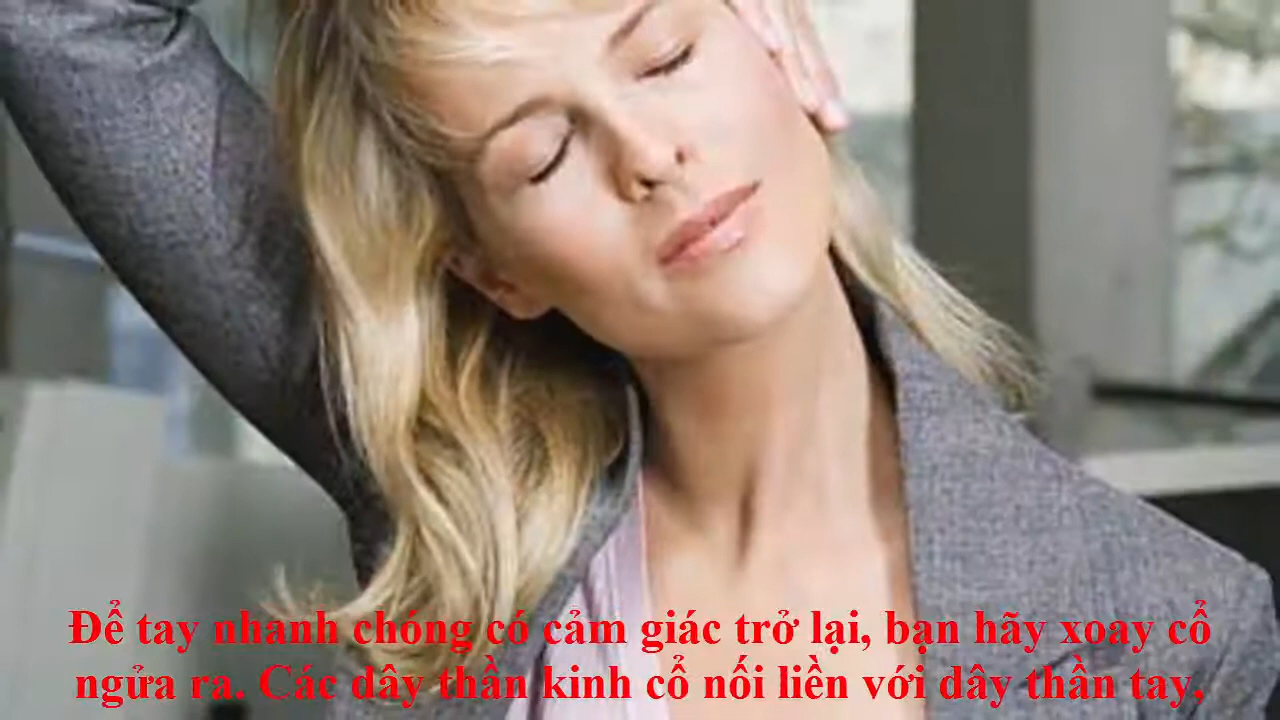 Để tay nhanh chóng có cảm giác trở lại, bạn hãy xoay cổ
ngửa ra. Các dây thần kinh cổ nối liền với dây thần tay,